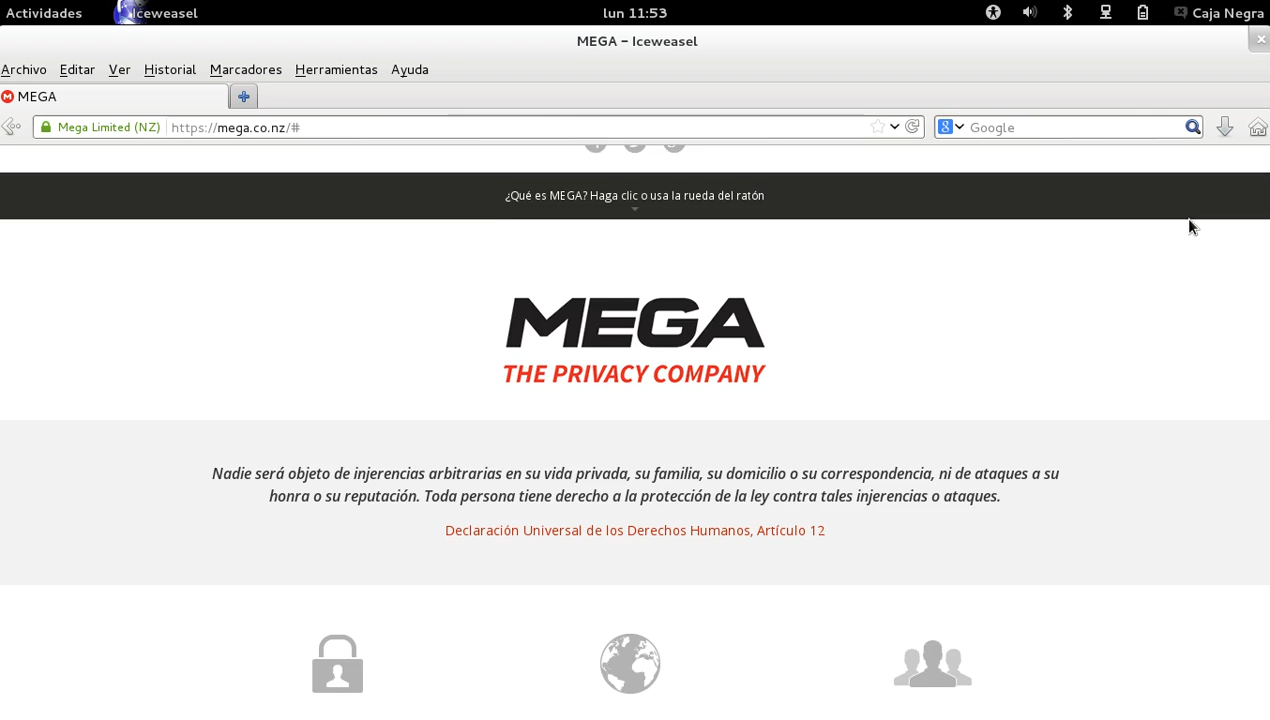 Actividades Iceweasel lun 11:53 Caja Negra
MEGA – Iceweasel
Archivo Editar Ver Historial Marcadores Herramientas Ayuda
MEGA
Mega Limited (NZ) https://mega.co.nz/# Google
¿Qué es MEGA? Haga clic o usa la rueda del ratón
MEGA
THE PRIVACY COMPANY
Nadie será objeto de injerencias arbitrarias en su vida privada, su familia, su domicilio o su correspondencia, ni de ataques a su
honra o su reputación. Toda persona tiene derecho a la protección de la ley contra tales injerencias o ataques.
Declaración Universal de los Derechos Humanos, Artículo 12